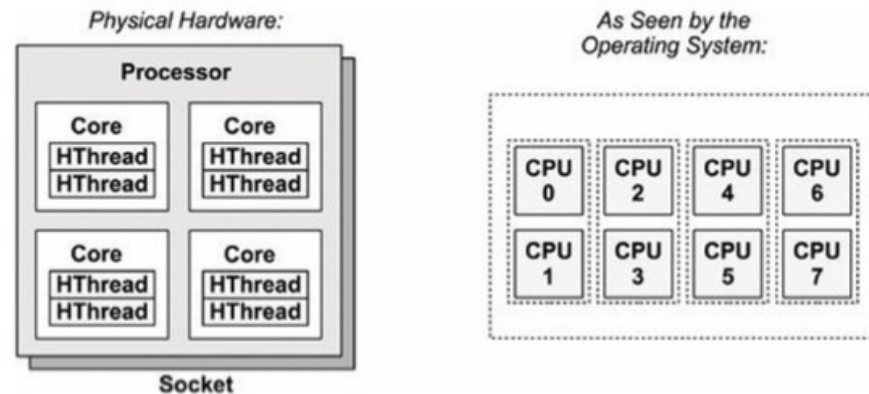 Physical Hardware:
Processor
Core
HThread
HThread
Core
HThread
HThread
Core
HThread
HThread
Core
HThread
HThread
Socket
As Seen by the
Operating System:
CPU
0
CPU
2
CPU
4
CPU
6
CPU
1
CPU
3
CPU
5
CPU
7